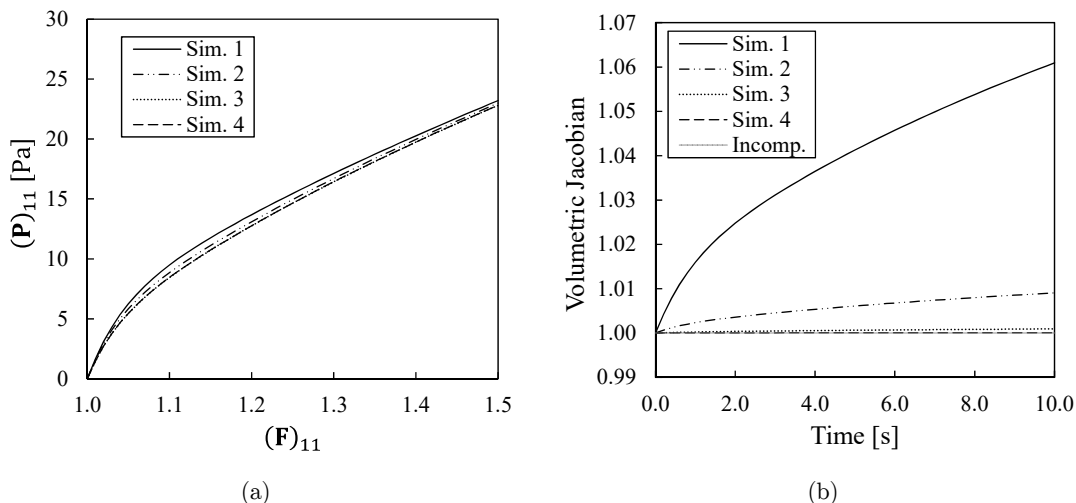 30
25
20
15
10
5
0
(P)11 [Pa]
Sim. 1
Sim. 2
Sim. 3
Sim. 4
1.0 1.1 1.2 1.3 1.4 1.5
(F)11
(a)
1.07
1.06
1.05
1.04
1.03
1.02
1.01
1.00
0.99
Volumetric Jacobian
Sim. 1
Sim. 2
Sim. 3
Sim. 4
Incomp.
0.0 2.0 4.0 6.0 8.0 10.0
Time [s]
(b)